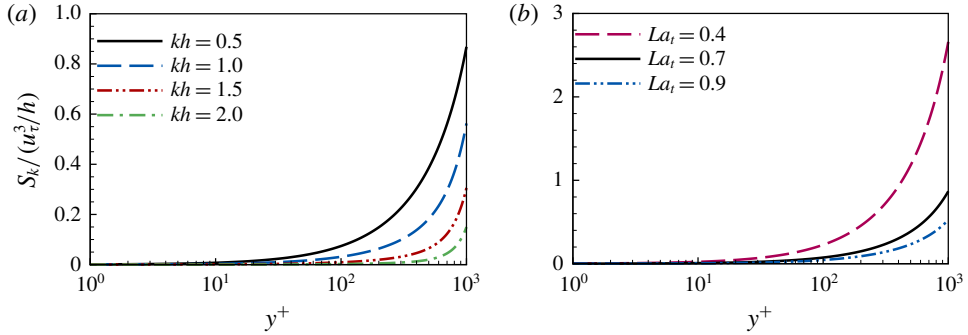 (a)
1.0
0.8
0.6
0.4
0.2
0
S_k/(u_τ^3/h)
kh = 0.5
kh = 1.0
kh = 1.5
kh = 2.0
10^0
10^1
10^2
10^3
y^+
(b)
3
2
1
0
La_t = 0.4
La_t = 0.7
La_t = 0.9
10^0
10^1
10^2
10^3
y^+